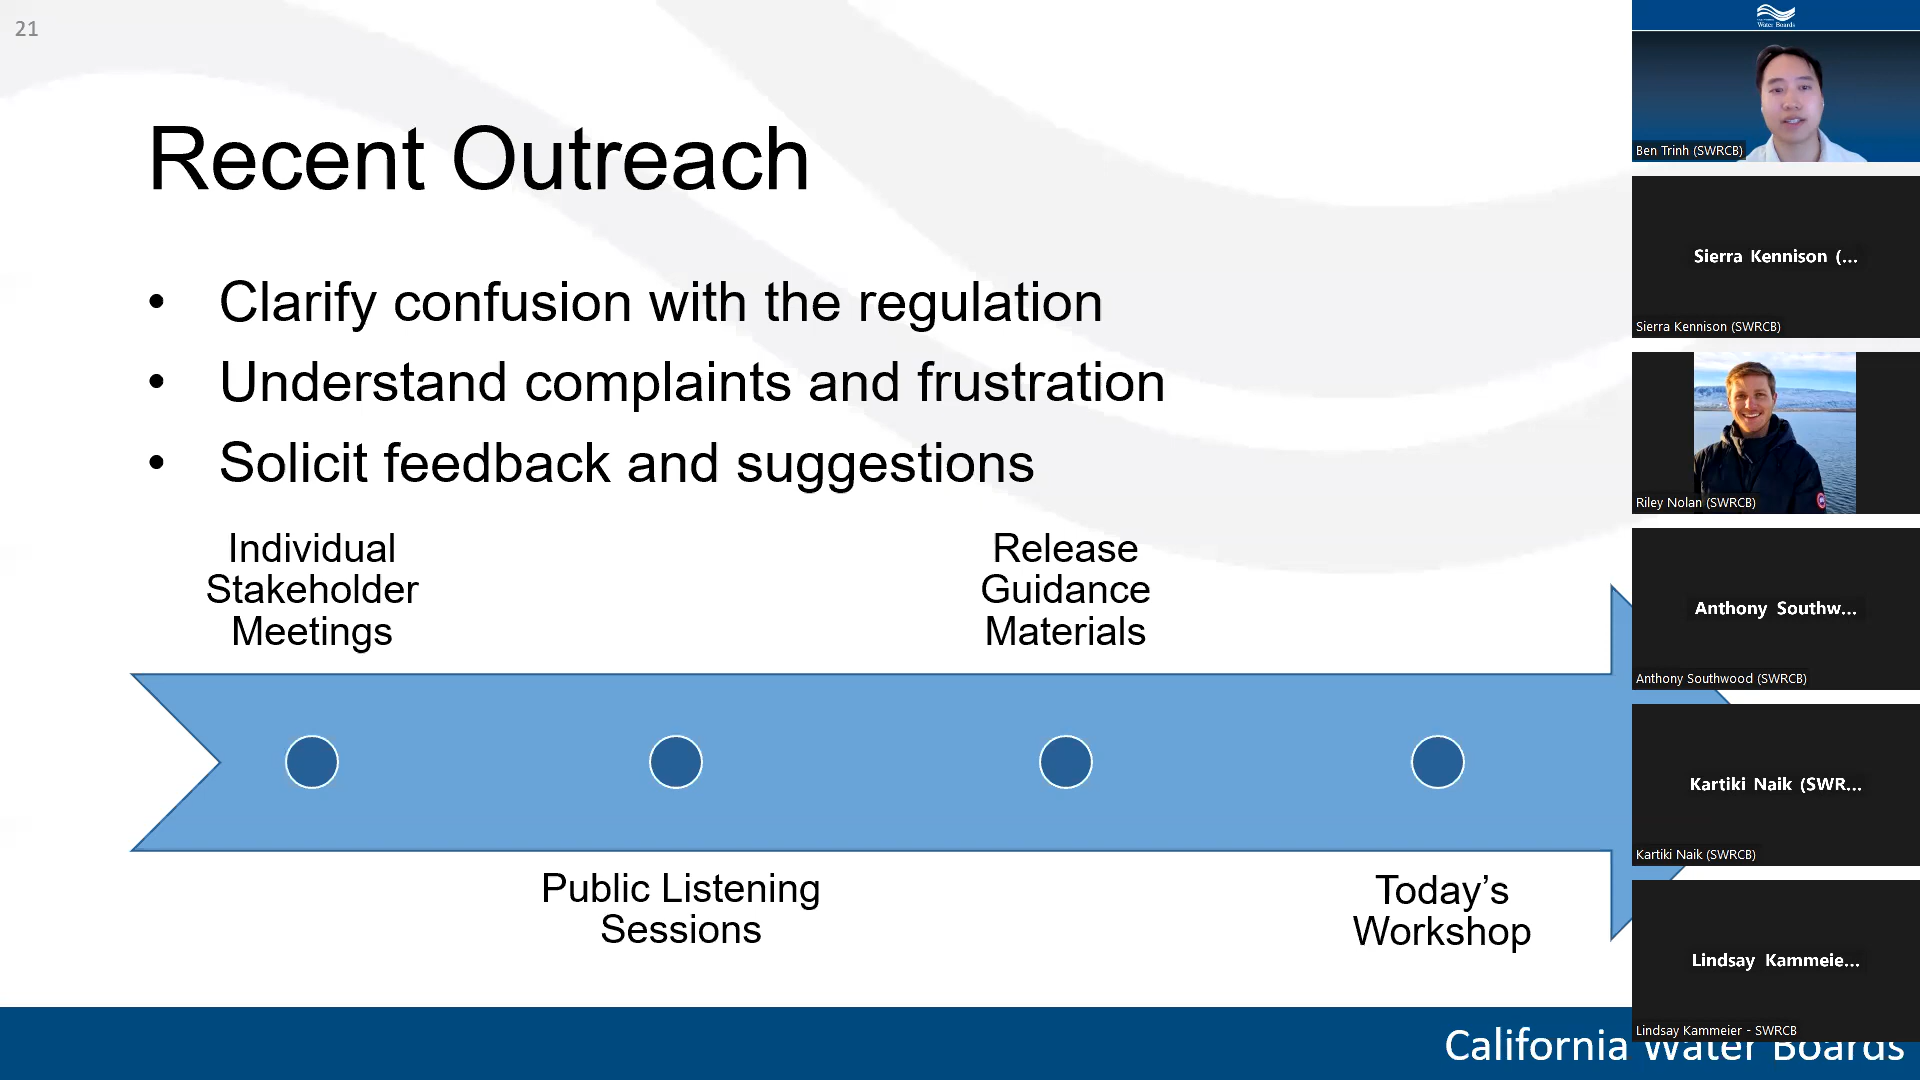 21
Recent Outreach
• Clarify confusion with the regulation
• Understand complaints and frustration
• Solicit feedback and suggestions
Individual
Stakeholder
Meetings
Release
Guidance
Materials
Public Listening
Sessions
Today’s
Workshop
California Water Boards
Water Boards
Ben Trinh (SWRCB)
Sierra Kennison (...
Sierra Kennison (SWRCB)
Riley Nolan (SWRCB)
Anthony Southw...
Anthony Southwood (SWRCB)
Kartiki Naik (SWR...
Kartiki Naik (SWRCB)
Lindsay Kammeie...
Lindsay Kammeier - SWRCB